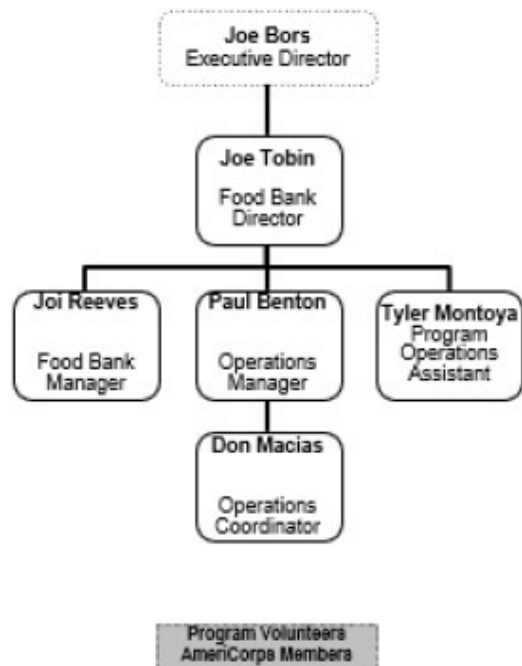 Joe Bors
Executive Director
Joe Tobin
Food Bank
Director
Joi Reeves
Food Bank
Manager
Paul Benton
Operations
Manager
Tyler Montoya
Program
Operations
Assistant
Don Macias
Operations
Coordinator
Program Volunteers
AmeriCorps Members